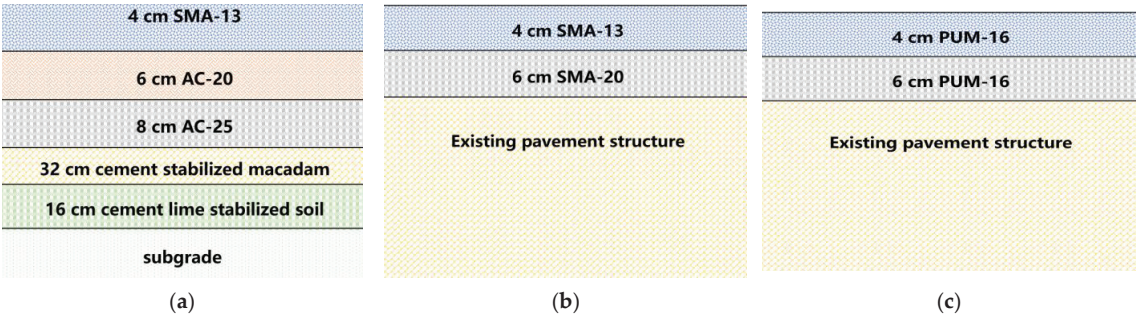 4 cm SMA-13
6 cm AC-20
8 cm AC-25
32 cm cement stabilized macadam
16 cm cement lime stabilized soil
subgrade
(a)
4 cm SMA-13
6 cm SMA-20
Existing pavement structure
(b)
4 cm PUM-16
6 cm PUM-16
Existing pavement structure
(c)